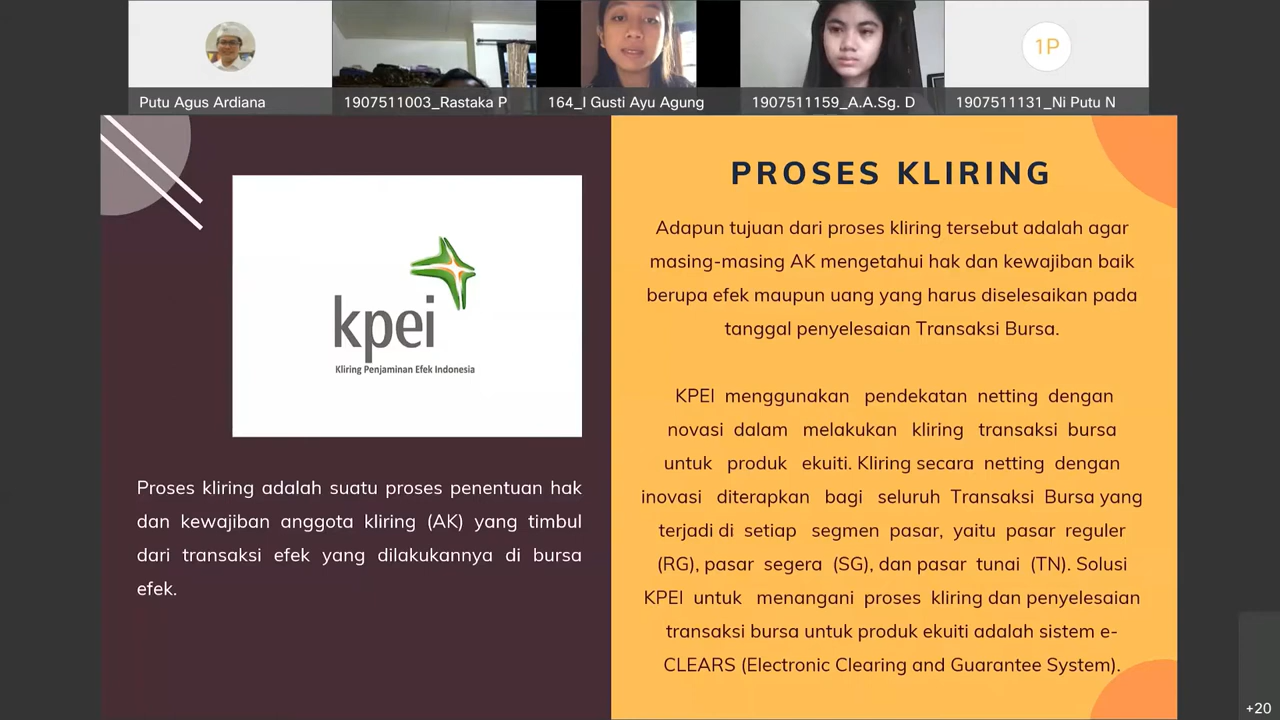 Putu Agus Ardiana
1907511003_Rastaka P
164_I Gusti Ayu Agung
1907511159_A.A.Sg. D
1P
1907511131_Ni Putu N
kpei
Kliring Penjaminan Efek Indonesia
Proses kliring adalah suatu proses penentuan hak
dan kewajiban anggota kliring (AK) yang timbul
dari transaksi efek yang dilakukannya di bursa
efek.
PROSES KLIRING
Adapun tujuan dari proses kliring tersebut adalah agar
masing-masing AK mengetahui hak dan kewajiban baik
berupa efek maupun uang yang harus diselesaikan pada
tanggal penyelesaian Transaksi Bursa.
KPEI menggunakan pendekatan netting dengan
novasi dalam melakukan kliring transaksi bursa
untuk produk ekuiti. Kliring secara netting dengan
inovasi diterapkan bagi seluruh Transaksi Bursa yang
terjadi di setiap segmen pasar, yaitu pasar reguler
(RG), pasar segera (SG), dan pasar tunai (TN). Solusi
KPEI untuk menangani proses kliring dan penyelesaian
transaksi bursa untuk produk ekuiti adalah sistem e-
CLEARS (Electronic Clearing and Guarantee System).
+20